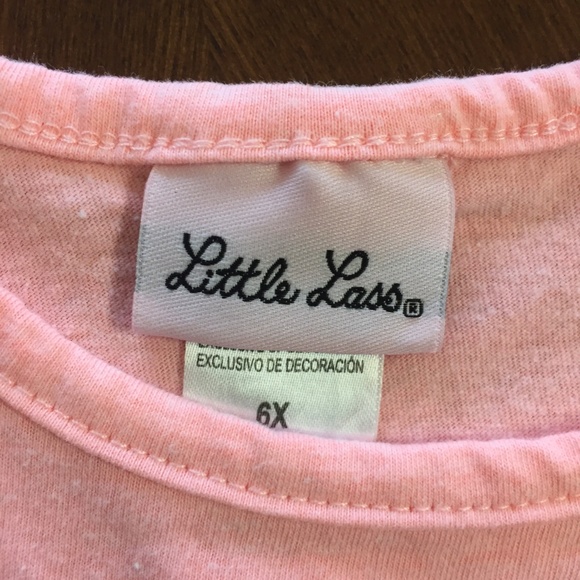 Little Lass®
EXCLUSIVO DE DECORACIÓN
6X